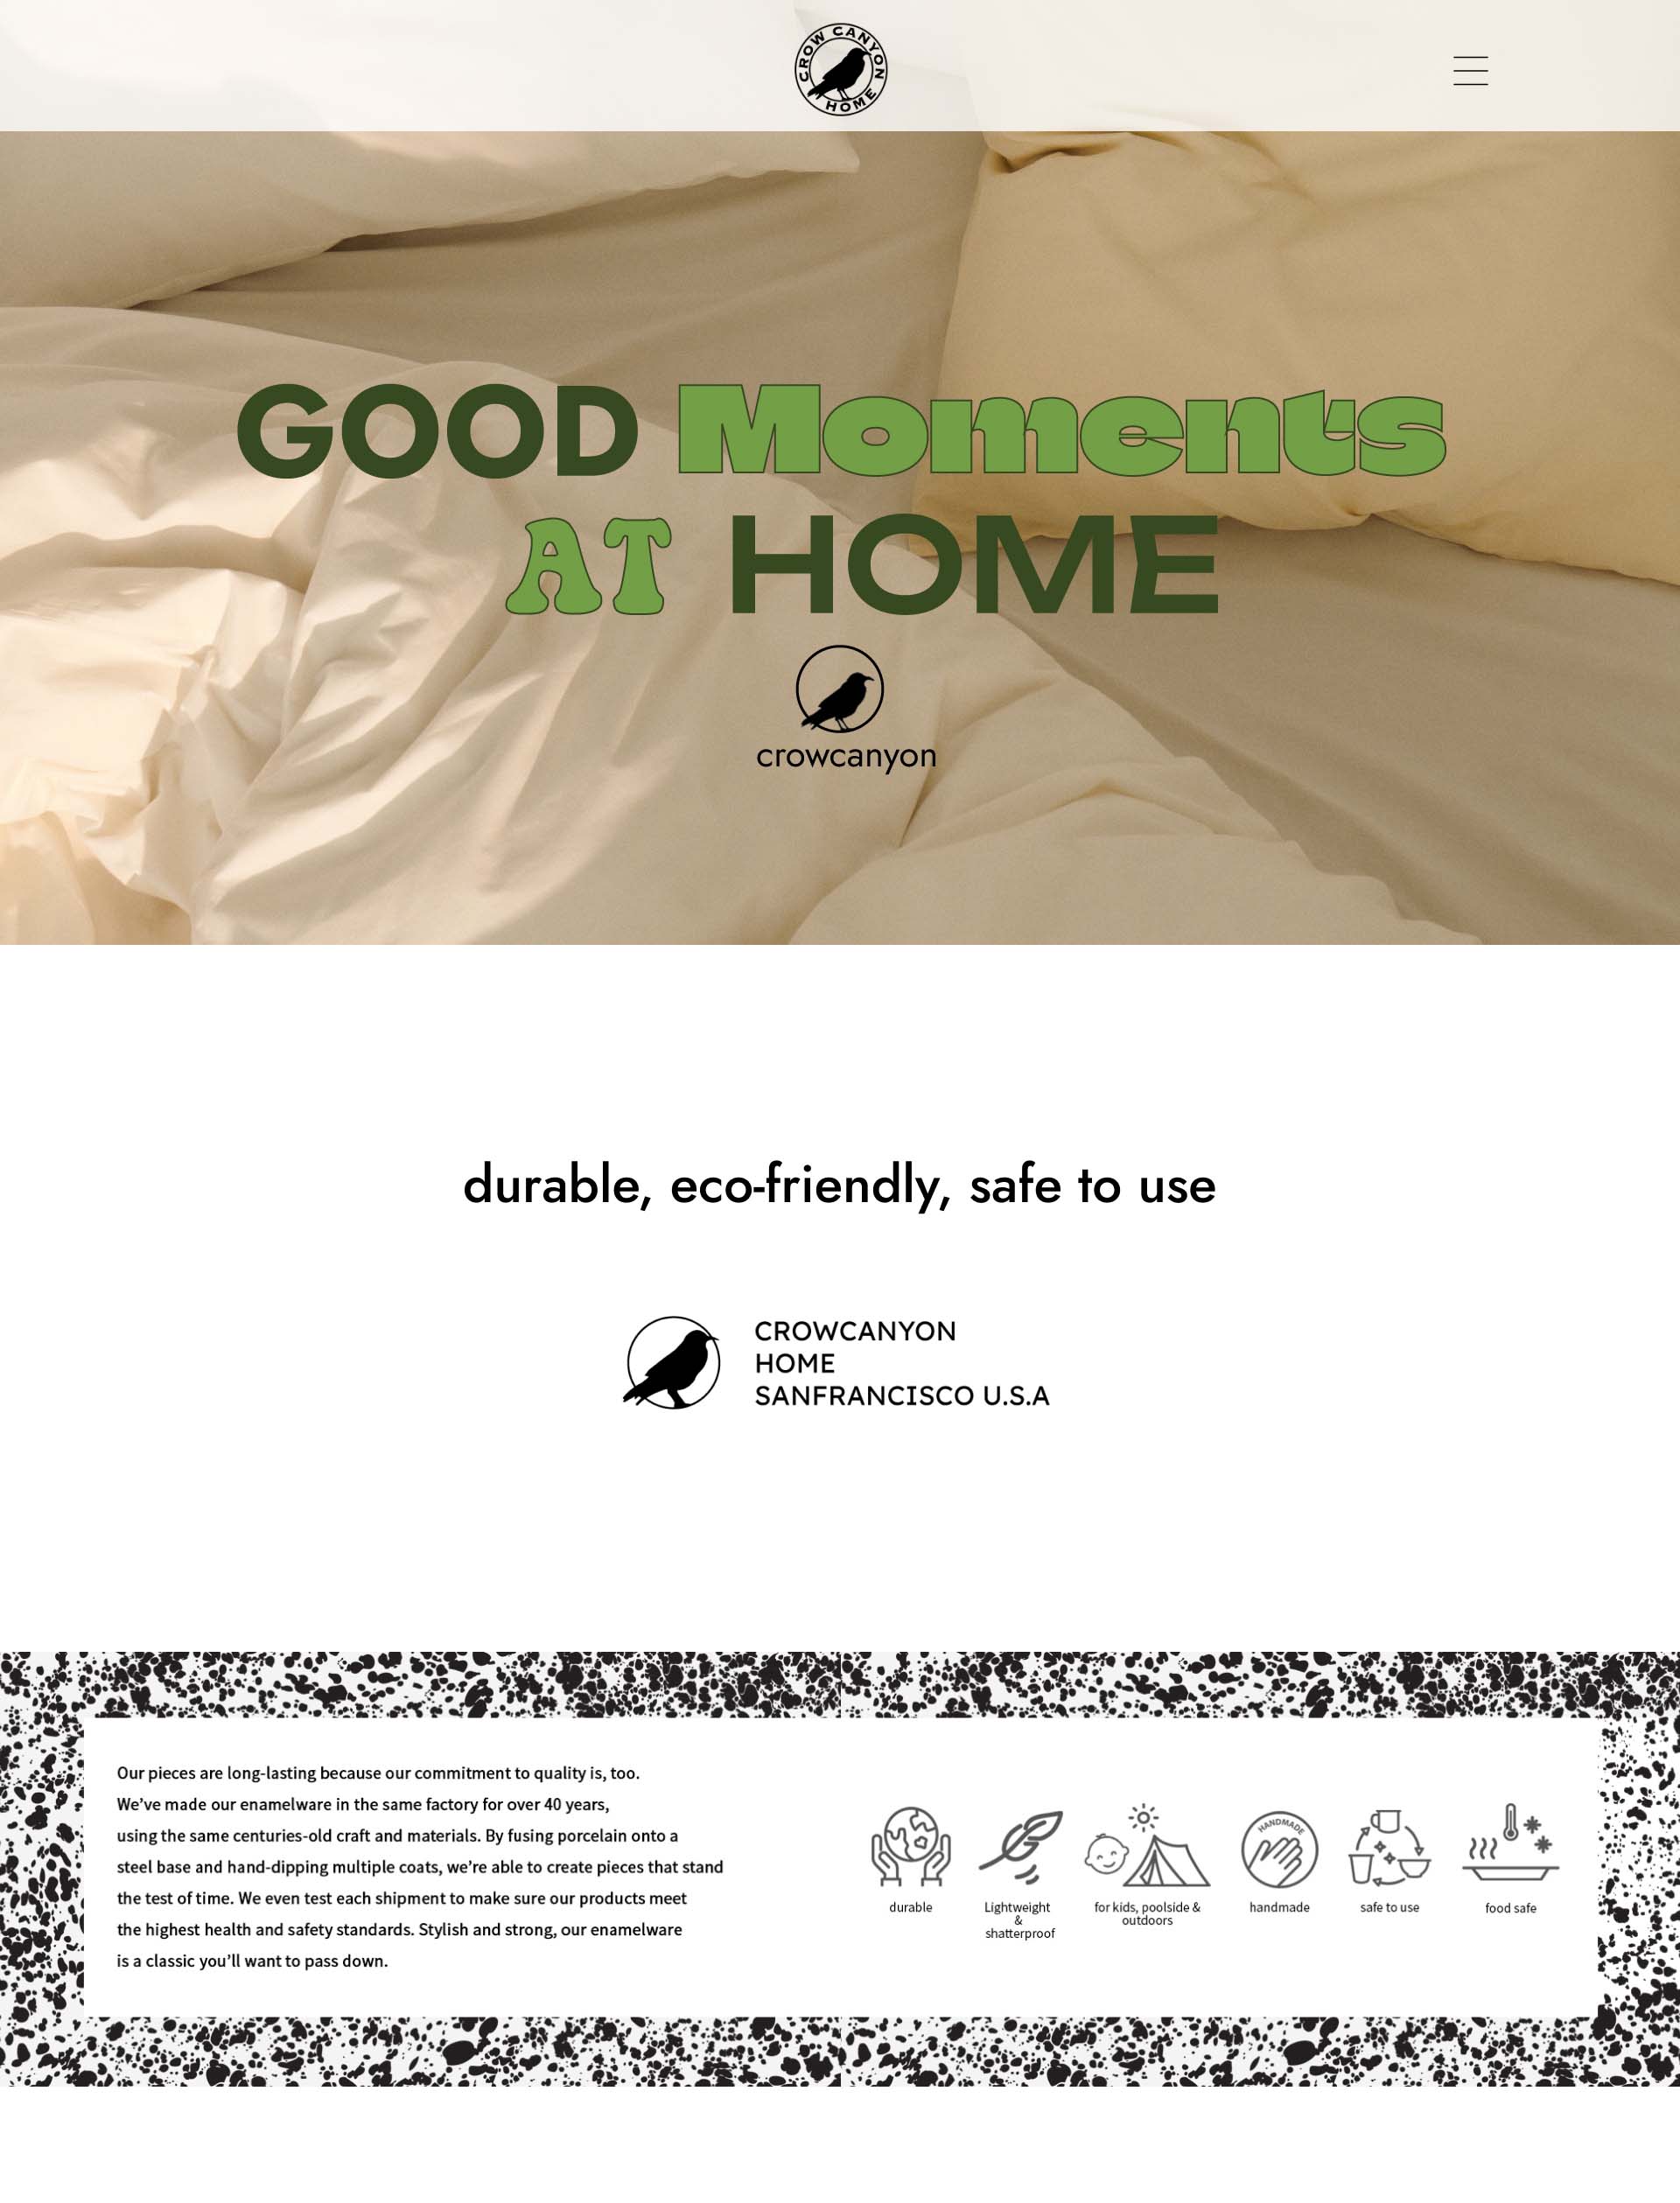 CROW CANYON
HOME
GOOD Moments
AT HOME
crowcanyon
durable, eco-friendly, safe to use
CROWCANYON
HOME
SANFRANCISCO U.S.A
Our pieces are long-lasting because our commitment to quality is, too.
We’ve made our enamelware in the same factory for over 40 years,
using the same centuries-old craft and materials. By fusing porcelain onto a
steel base and hand-dipping multiple coats, we’re able to create pieces that stand
the test of time. We even test each shipment to make sure our products meet
the highest health and safety standards. Stylish and strong, our enamelware
is a classic you’ll want to pass down.
HANDMADE
durable
Lightweight
&
shatterproof
for kids, poolside &
outdoors
handmade
safe to use
food safe